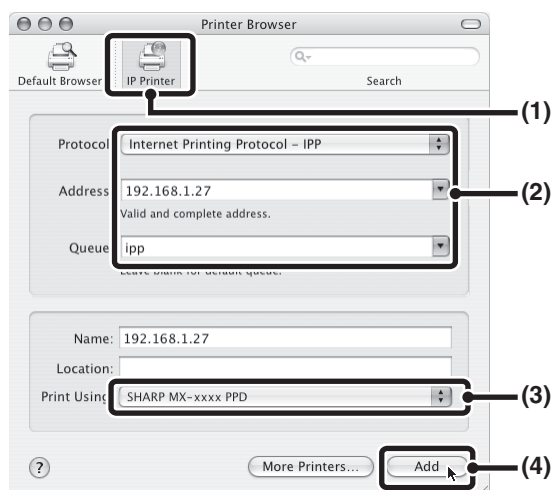 Printer Browser
Default Browser
IP Printer
Search
(1)
Protocol
Internet Printing Protocol – IPP
Address
192.168.1.27
(2)
Valid and complete address.
Queue
ipp
Leave blank for default queue.
Name:
192.168.1.27
Location:
Print Using
SHARP MX-xxxx PPD
(3)
?
More Printers...
Add
(4)